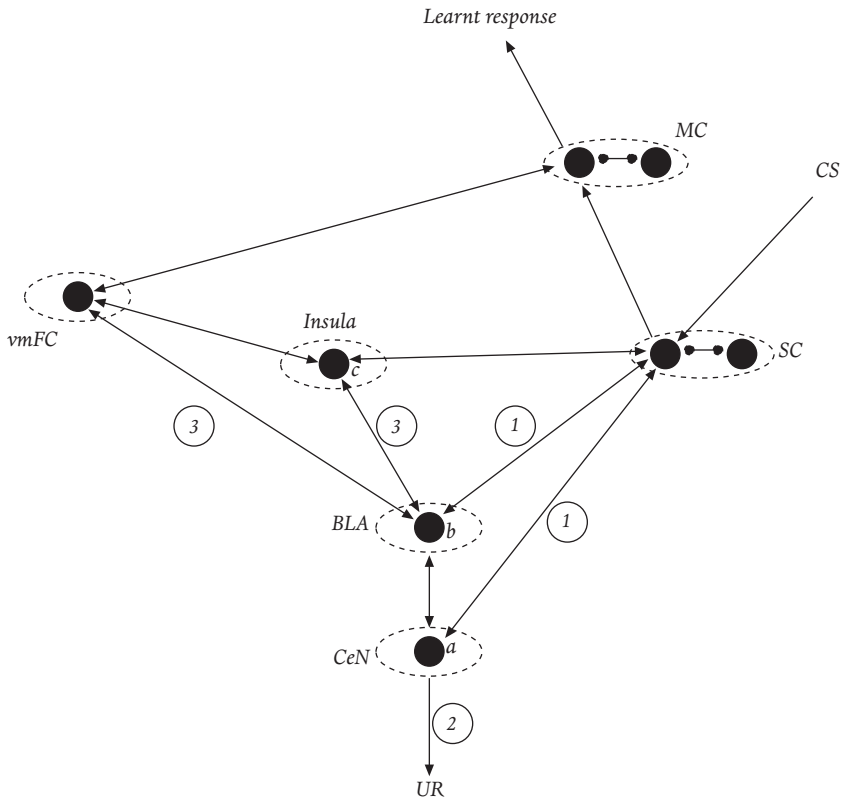 Learnt response
MC
CS
vmFC
Insula
c
SC
3
3
1
BLA
b
1
CeN
a
2
UR